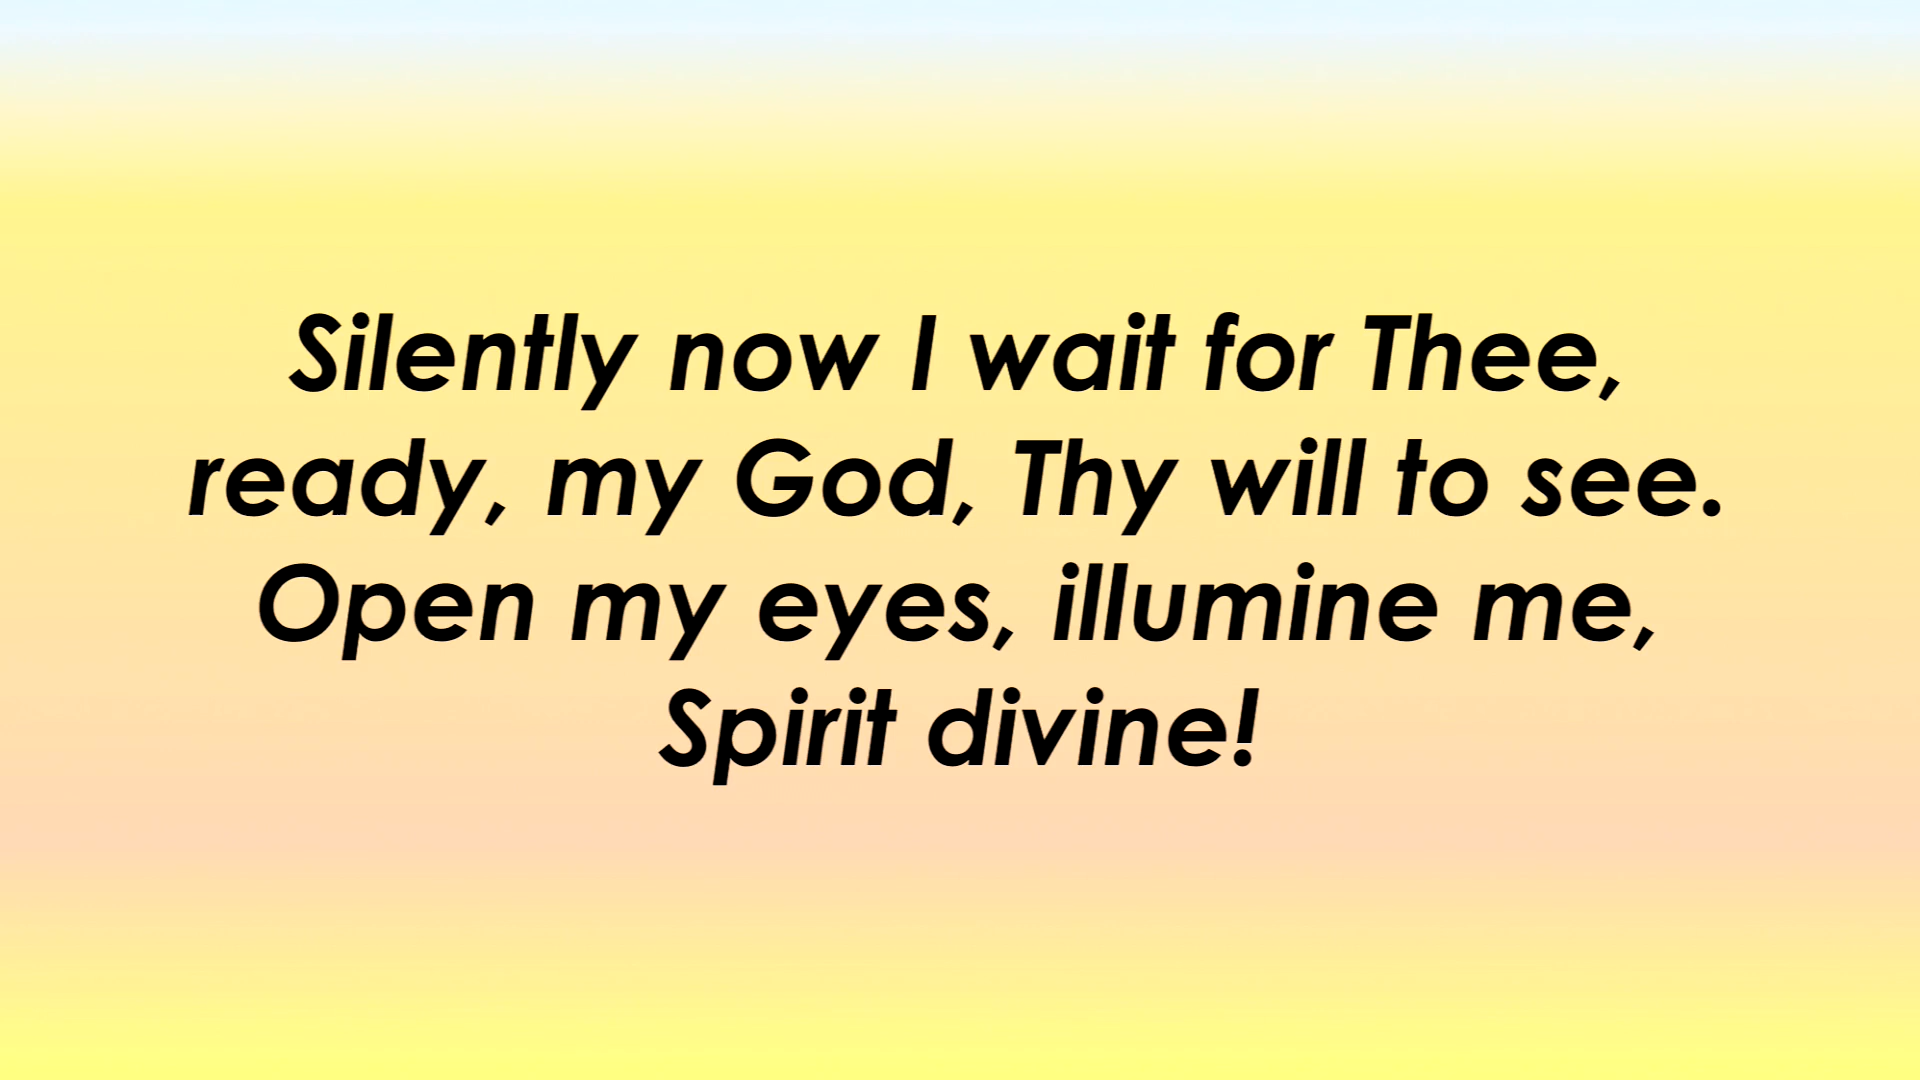 Silently now I wait for Thee,
ready, my God, Thy will to see.
Open my eyes, illumine me,
Spirit divine!